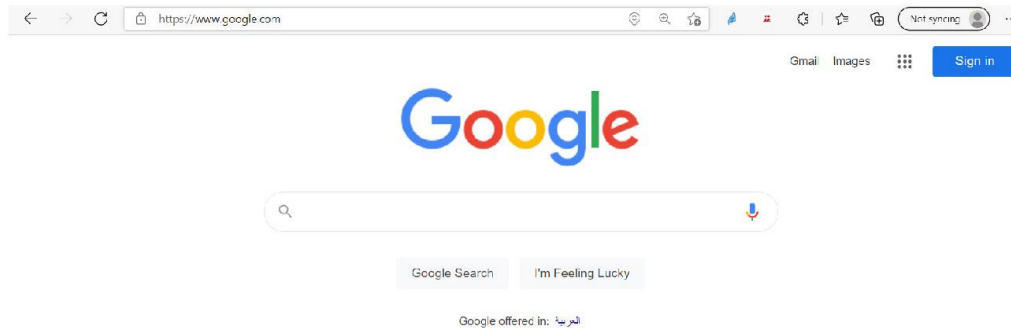 https://www.google.com Not syncing
Gmail Images Sign in
Google
Google Search I'm Feeling Lucky
Google offered in: العربية